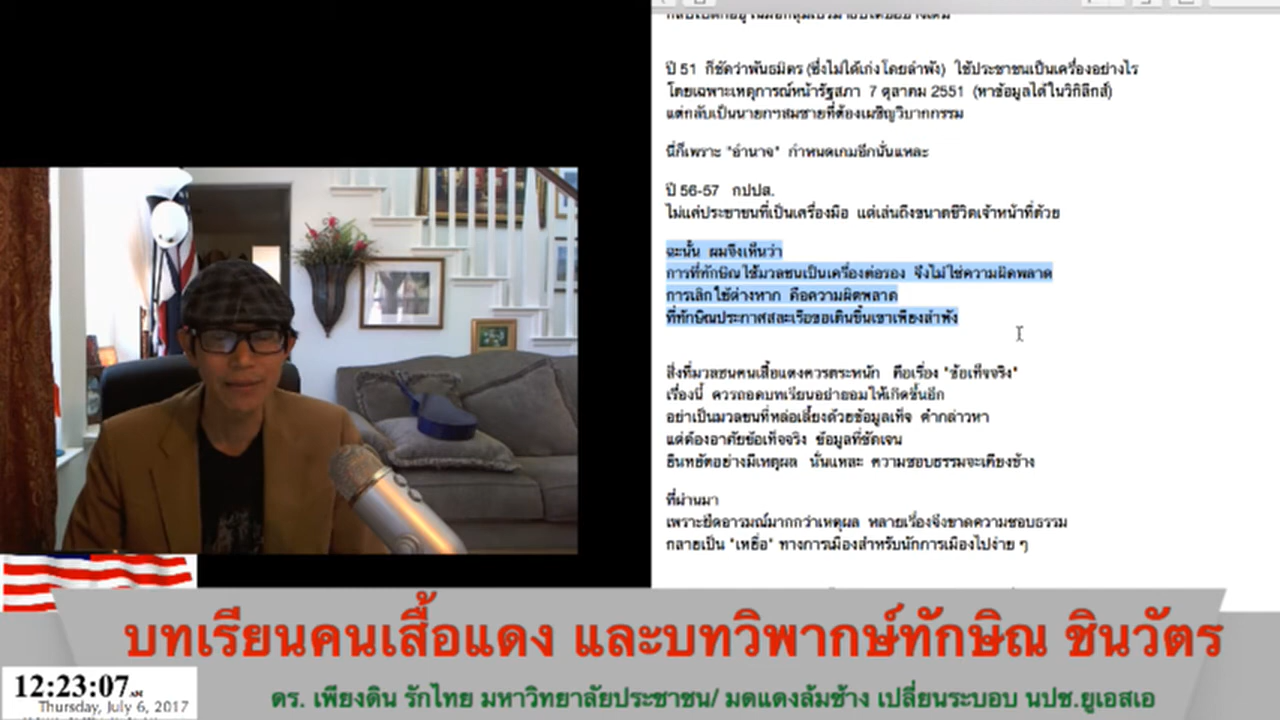 ปี 51 ก็ชัดว่าพันธมิตร (ซึ่งไม่ได้เก่งโดยลำพัง) ใช้ประชาชนเป็นเครื่องอย่างไร
โดยเฉพาะเหตุการณ์หน้ารัฐสภา 7 ตุลาคม 2551 (หาข้อมูลได้ในวิกิลีกส์)
แต่กลับเป็นนายกฯสมชายที่ต้องเผชิญวิบากกรรม
นี่ก็เพราะ "อำนาจ" กำหนดเกมอีกนั่นแหละ
ปี 56-57 กปปส.
ไม่แค่ประชาชนที่เป็นเครื่องมือ แต่เล่นถึงขนาดชีวิตเจ้าหน้าที่ด้วย
ฉะนั้น ผมจึงเห็นว่า
การที่ทักษิณใช้มวลชนเป็นเครื่องต่อรอง จึงไม่ใช่ความผิดพลาด
การเลิกใช้ต่างหาก คือความผิดพลาด
ที่ทักษิณประกาศสละเรือขอเดินขึ้นเขาเพียงลำพัง
สิ่งที่มวลชนคนเสื้อแดงควรตระหนัก คือเรื่อง "ข้อเท็จจริง"
เรื่องนี้ ควรถอดบทเรียนอย่ายอมให้เกิดขึ้นอีก
อย่าเป็นมวลชนที่หล่อเลี้ยงด้วยข้อมูลเท็จ คำกล่าวหา
แต่ต้องอาศัยข้อเท็จจริง ข้อมูลที่ชัดเจน
ยืนหยัดอย่างมีเหตุผล นั่นแหละ ความชอบธรรมจะเคียงข้าง
ที่ผ่านมา
เพราะยึดอารมณ์มากกว่าเหตุผล หลายเรื่องจึงขาดความชอบธรรม
กลายเป็น "เหยื่อ" ทางการเมืองสำหรับนักการเมืองไปง่าย ๆ
บทเรียนคนเสื้อแดง และบทวิพากษ์ทักษิณ ชินวัตร
12:23:07 AM
Thursday, July 6, 2017
ดร. เพียงดิน รักไทย มหาวิทยาลัยประชาชน/ มดแดงล้มช้าง เปลี่ยนระบอบ นปช.ยูเอสเอ